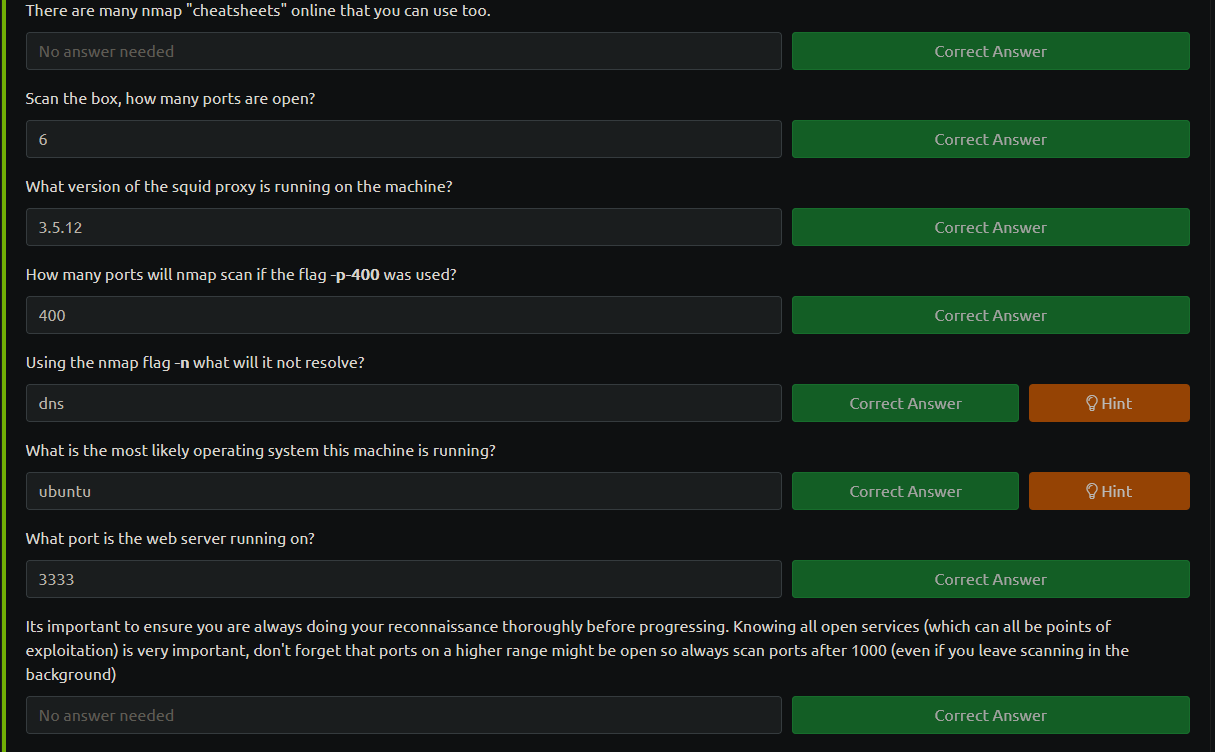 There are many nmap "cheatsheets" online that you can use too.
No answer needed
Correct Answer
Scan the box, how many ports are open?
6
Correct Answer
What version of the squid proxy is running on the machine?
3.5.12
Correct Answer
How many ports will nmap scan if the flag -p-400 was used?
400
Correct Answer
Using the nmap flag -n what will it not resolve?
dns
Correct Answer
Hint
What is the most likely operating system this machine is running?
ubuntu
Correct Answer
Hint
What port is the web server running on?
3333
Correct Answer
Its important to ensure you are always doing your reconnaissance thoroughly before progressing. Knowing all open services (which can all be points of
exploitation) is very important, don't forget that ports on a higher range might be open so always scan ports after 1000 (even if you leave scanning in the
background)
No answer needed
Correct Answer